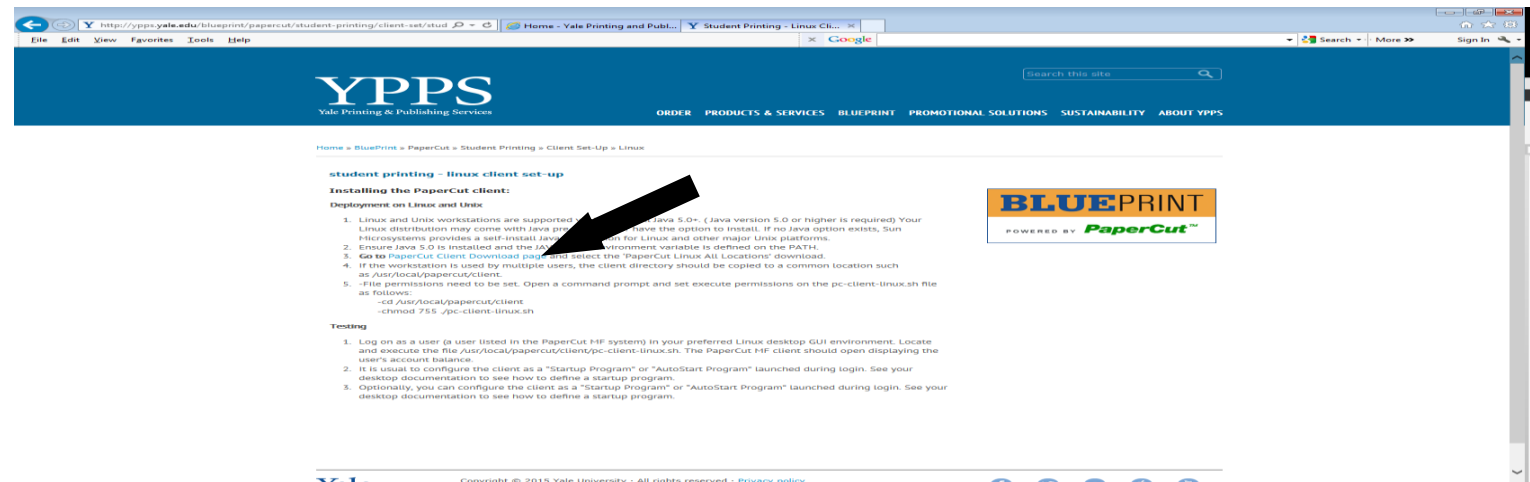 http://ypps.yale.edu/blueprint/papercut/student-printing/client-set/stud
Home - Yale Printing and Publ...
Student Printing - Linux Cli...
File Edit View Favorites Tools Help
Google
Search
More »
Sign In
YPPS
Yale Printing & Publishing Services
Search this site
ORDER PRODUCTS & SERVICES BLUEPRINT PROMOTIONAL SOLUTIONS SUSTAINABILITY ABOUT YPPS
Home » BluePrint » PaperCut » Student Printing » Client Set-Up » Linux
student printing - linux client set-up
Installing the PaperCut client:
Deployment on Linux and Unix
1. Linux and Unix workstations are supported Java 5.0+. ( Java version 5.0 or higher is required) Your
Linux distribution may come with Java have the option to install. If no Java option exists, Sun
Microsystems provides a self-install Java for Linux and other major Unix platforms.
2. Ensure Java 5.0 is installed and the environment variable is defined on the PATH.
3. Go to PaperCut Client Download page and select the 'PaperCut Linux All Locations' download.
4. If the workstation is used by multiple users, the client directory should be copied to a common location such
as /usr/local/papercut/client.
5. -File permissions need to be set. Open a command prompt and set execute permissions on the pc-client-linux.sh file
as follows:
-cd /usr/local/papercut/client
-chmod 755 ./pc-client-linux.sh
Testing
1. Log on as a user (a user listed in the PaperCut MF system) in your preferred Linux desktop GUI environment. Locate
and execute the file /usr/local/papercut/client/pc-client-linux.sh. The PaperCut MF client should open displaying the
user's account balance.
2. It is usual to configure the client as a "Startup Program" or "AutoStart Program" launched during login. See your
desktop documentation to see how to define a startup program.
3. Optionally, you can configure the client as a "Startup Program" or "AutoStart Program" launched during login. See your
desktop documentation to see how to define a startup program.
BLUEPRINT
POWERED BY PaperCut™
Yale
Copyright © 2015 Yale University · All rights reserved · Privacy policy